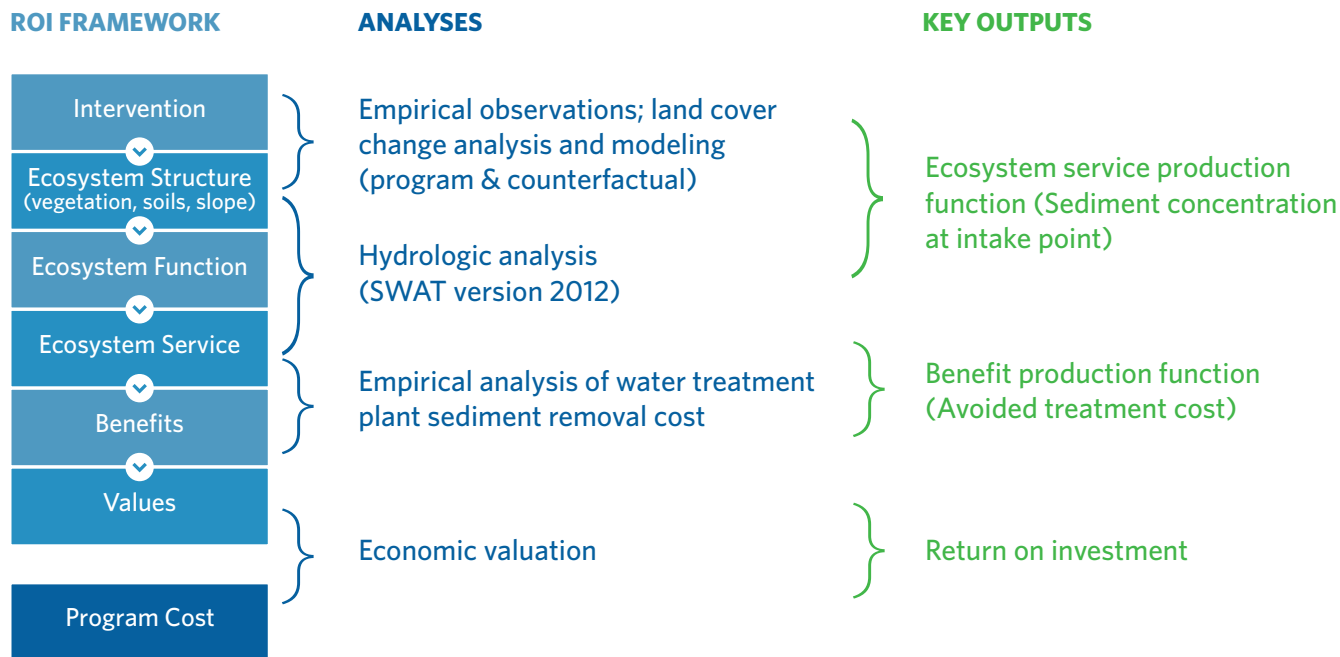 ROI FRAMEWORK
ANALYSES
KEY OUTPUTS
Intervention
Ecosystem Structure
(vegetation, soils, slope)
Ecosystem Function
Ecosystem Service
Benefits
Values
Program Cost
Empirical observations; land cover
change analysis and modeling
(program & counterfactual)
Hydrologic analysis
(SWAT version 2012)
Empirical analysis of water treatment
plant sediment removal cost
Economic valuation
Ecosystem service production
function (Sediment concentration
at intake point)
Benefit production function
(Avoided treatment cost)
Return on investment